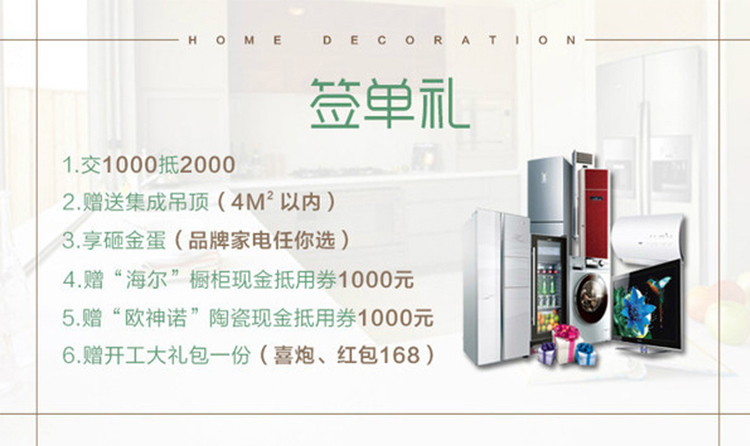 HOME DECORATION
签单礼
1.交1000抵2000
2.赠送集成吊顶（4M²以内）
3.享砸金蛋（品牌家电任你选）
4.赠“海尔”橱柜现金抵用券1000元
5.赠“欧神诺”陶瓷现金抵用券1000元
6.赠开工大礼包一份（喜炮、红包168）